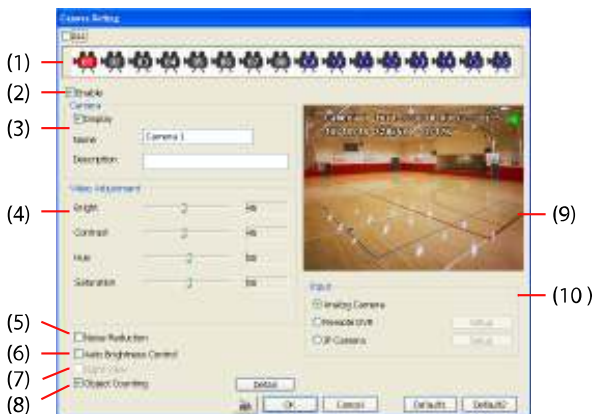 Camera Setting
(1)
(2)
Enable
Camera
(3)
Display
Name
Camera 1
Description
Video Adjustment
(4)
Bright
Contrast
Hue
Saturation
(9)
Input
(10)
Analog Camera
Remote DVR
Setup
IP Camera
Setup
(5)
Noise Reduction
(6)
Auto Brightness Control
(7)
(8)
Object Counting
Detail
OK
Cancel
Default1
Default2